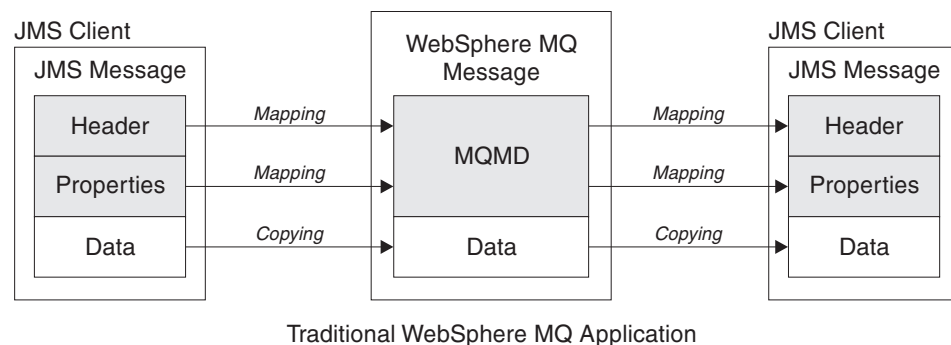 JMS Client
JMS Message
Header
Properties
Data
Mapping
Mapping
Copying
WebSphere MQ
Message
MQMD
Data
Mapping
Mapping
Copying
JMS Client
JMS Message
Header
Properties
Data
Traditional WebSphere MQ Application